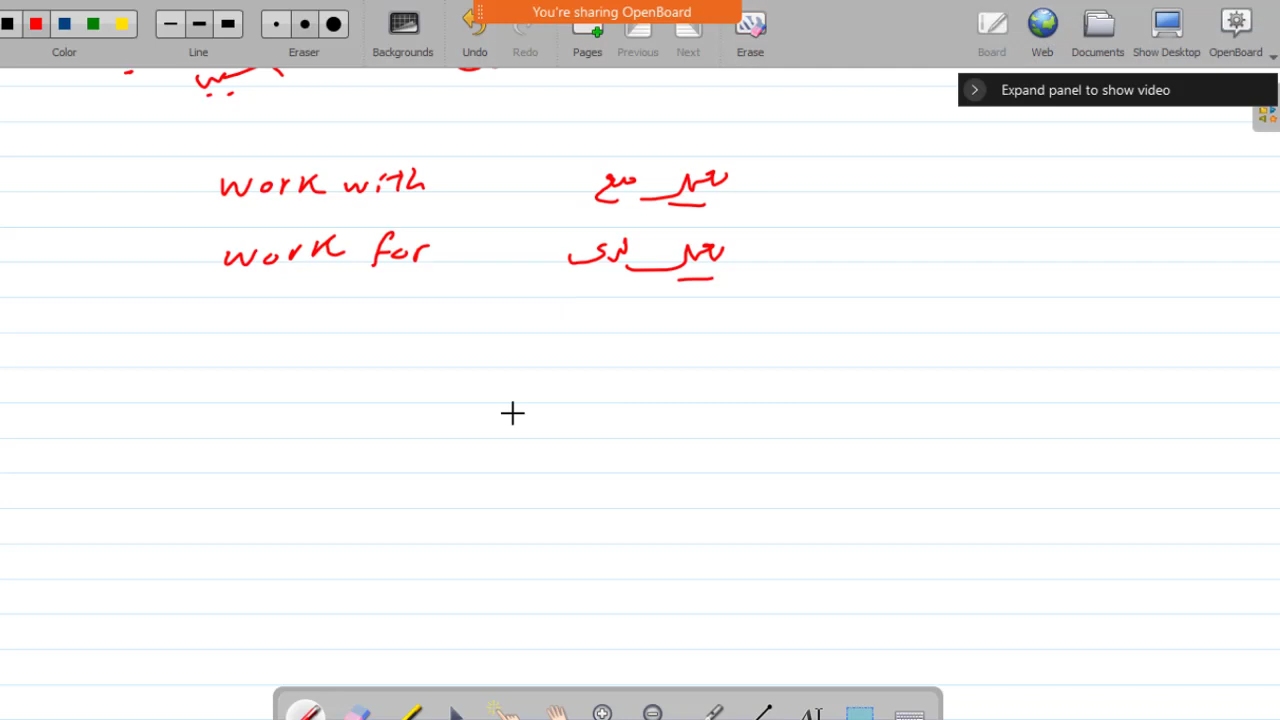 You're sharing OpenBoard
Color Line Eraser Backgrounds Undo Redo Pages Previous Next Erase Board Web Documents Show Desktop OpenBoard
Expand panel to show video
work with يعمل مع
work for يعمل لدى